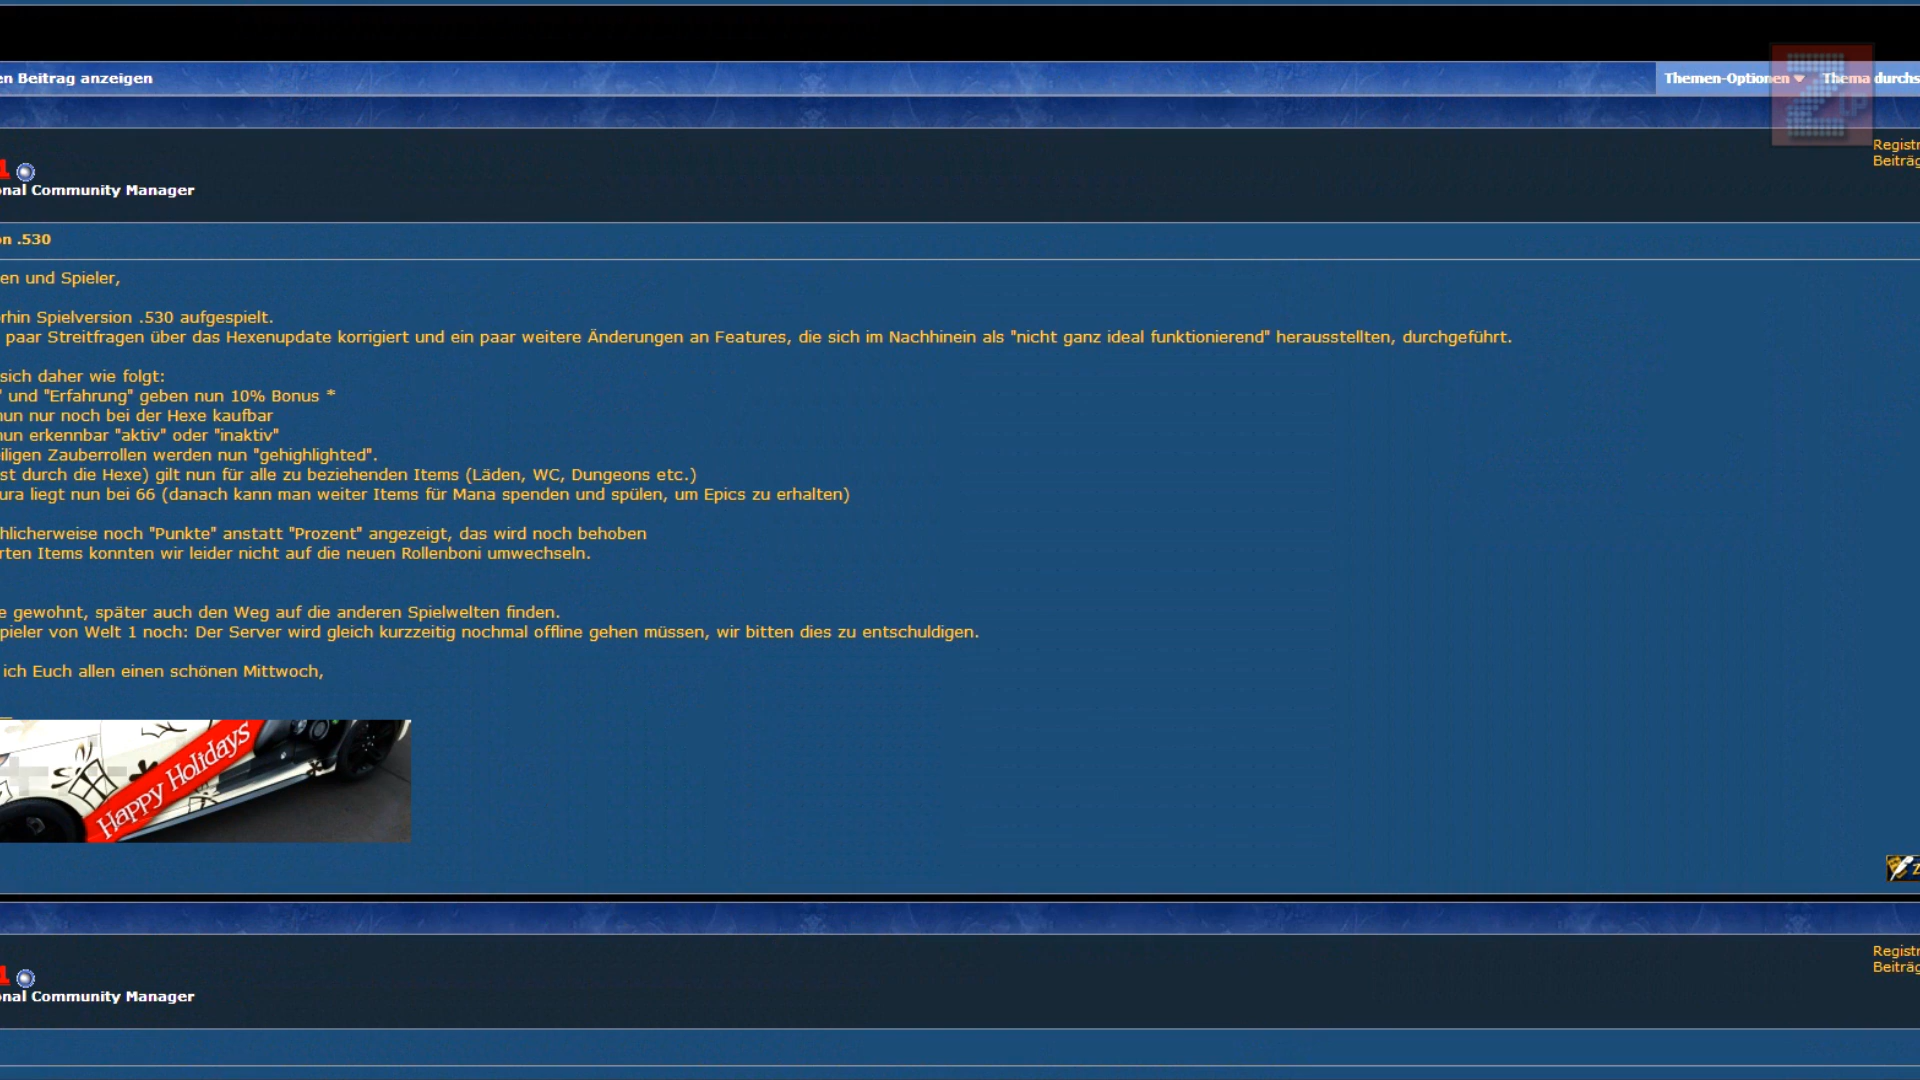 en Beitrag anzeigen
Themen-Optionen Thema durchs
Registr
Beiträg
onal Community Manager
on .530
en und Spieler,
rhin Spielversion .530 aufgespielt.
paar Streitfragen über das Hexenupdate korrigiert und ein paar weitere Änderungen an Features, die sich im Nachhinein als "nicht ganz ideal funktionierend" herausstellten, durchgeführt.
sich daher wie folgt:
" und "Erfahrung" geben nun 10% Bonus *
nun nur noch bei der Hexe kaufbar
nun erkennbar "aktiv" oder "inaktiv"
iligen Zauberrollen werden nun "gehighlighted".
st durch die Hexe) gilt nun für alle zu beziehenden Items (Läden, WC, Dungeons etc.)
ura liegt nun bei 66 (danach kann man weiter Items für Mana spenden und spülen, um Epics zu erhalten)
hlicherweise noch "Punkte" anstatt "Prozent" angezeigt, das wird noch behoben
rten Items konnten wir leider nicht auf die neuen Rollenboni umwechseln.
e gewohnt, später auch den Weg auf die anderen Spielwelten finden.
pieler von Welt 1 noch: Der Server wird gleich kurzzeitig nochmal offline gehen müssen, wir bitten dies zu entschuldigen.
ich Euch allen einen schönen Mittwoch,
Happy Holidays
Z
Registr
Beiträg
onal Community Manager